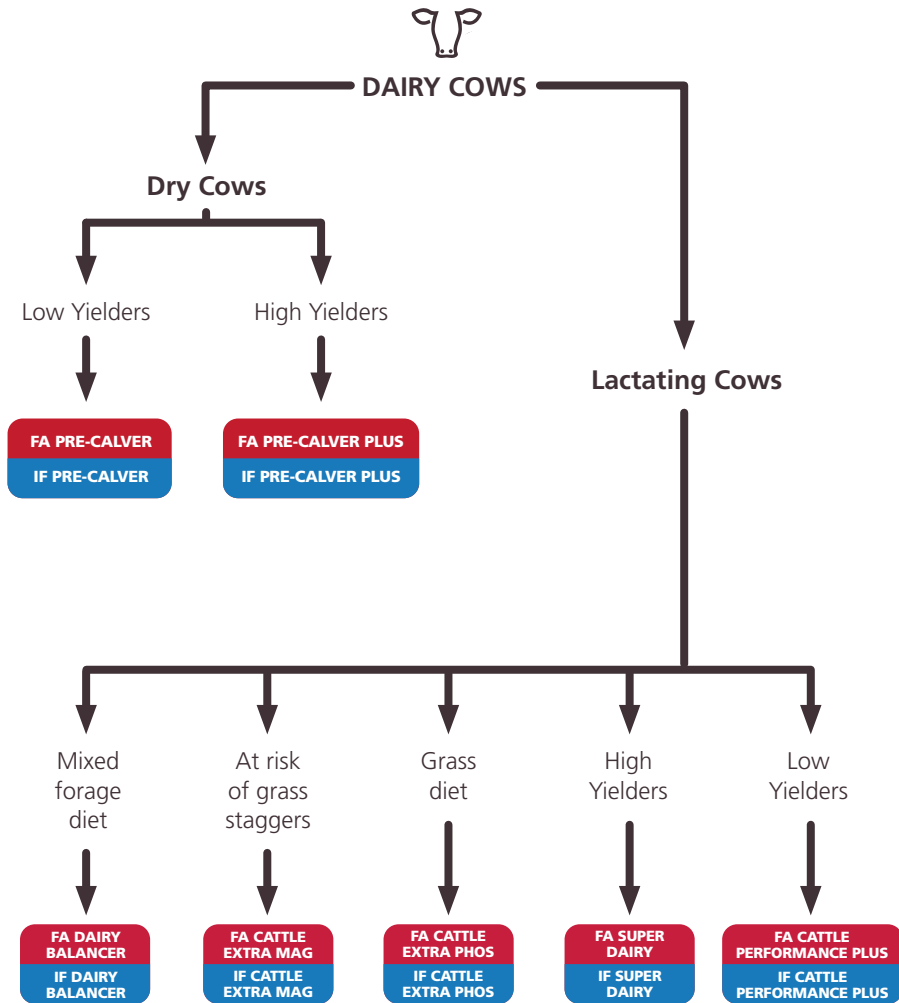 DAIRY COWS
Dry Cows
Low Yielders
High Yielders
FA PRE-CALVER
IF PRE-CALVER
FA PRE-CALVER PLUS
IF PRE-CALVER PLUS
Lactating Cows
Mixed
forage
diet
At risk
of grass
staggers
Grass
diet
High
Yielders
Low
Yielders
FA DAIRY
BALANCER
IF DAIRY
BALANCER
FA CATTLE
EXTRA MAG
IF CATTLE
EXTRA MAG
FA CATTLE
EXTRA PHOS
IF CATTLE
EXTRA PHOS
FA SUPER
DAIRY
IF SUPER
DAIRY
FA CATTLE
PERFORMANCE PLUS
IF CATTLE
PERFORMANCE PLUS